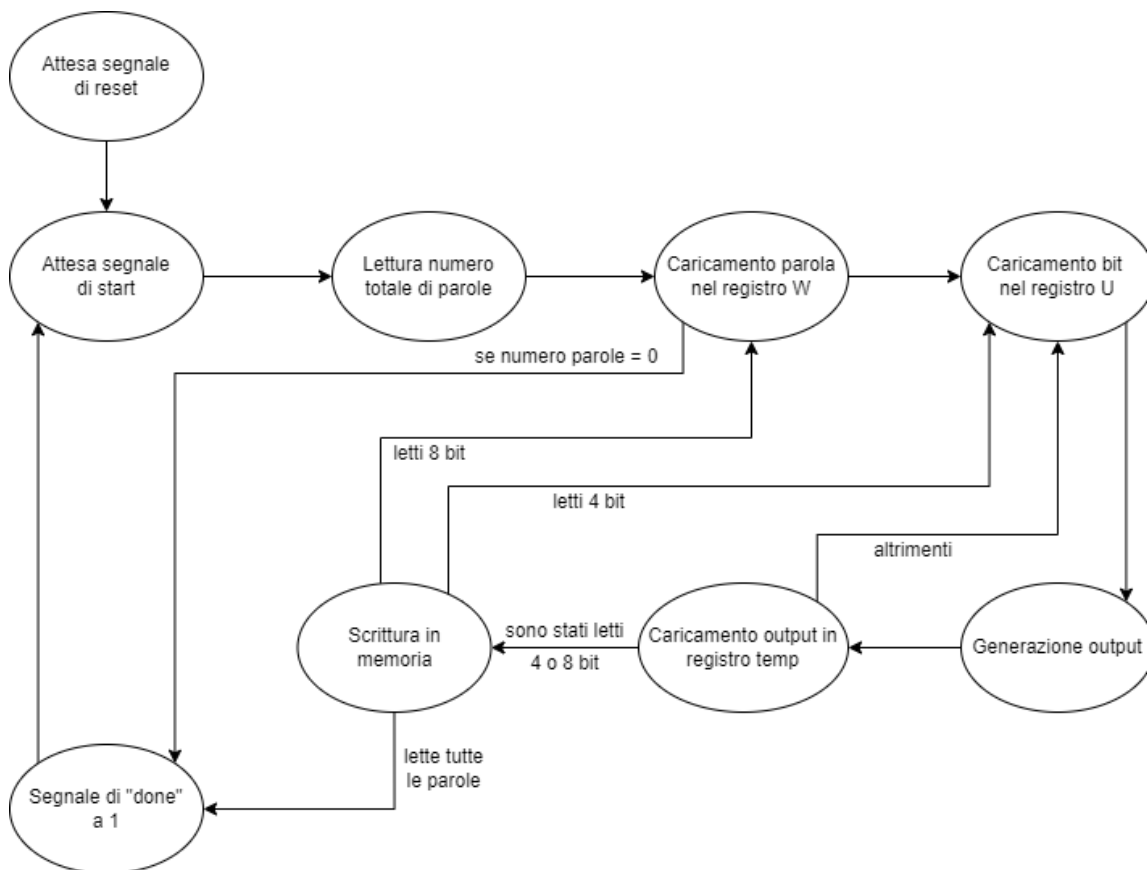 Attesa segnale
di reset
Attesa segnale
di start
Lettura numero
totale di parole
Caricamento parola
nel registro W
Caricamento bit
nel registro U
se numero parole = 0
letti 8 bit
letti 4 bit
altrimenti
Scrittura in
memoria
sono stati letti
4 o 8 bit
Caricamento output in
registro temp
Generazione output
lette tutte
le parole
Segnale di "done"
a 1